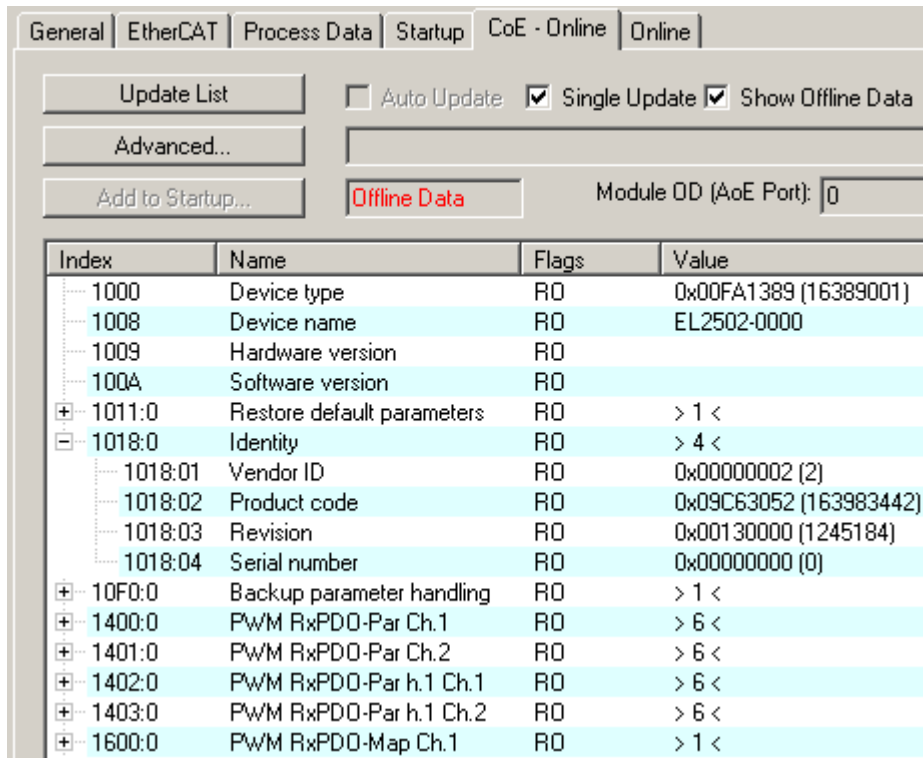 General EtherCAT Process Data Startup CoE - Online Online
Update List Auto Update Single Update Show Offline Data
Advanced...
Add to Startup... Offline Data Module OD (AoE Port): 0
Index Name Flags Value
1000 Device type RO 0x00FA1389 (16389001)
1008 Device name RO EL2502-0000
1009 Hardware version RO
100A Software version RO
1011:0 Restore default parameters RO > 1 <
1018:0 Identity RO > 4 <
1018:01 Vendor ID RO 0x00000002 (2)
1018:02 Product code RO 0x09C63052 (163983442)
1018:03 Revision RO 0x00130000 (1245184)
1018:04 Serial number RO 0x00000000 (0)
10F0:0 Backup parameter handling RO > 1 <
1400:0 PWM RxPDO-Par Ch.1 RO > 6 <
1401:0 PWM RxPDO-Par Ch.2 RO > 6 <
1402:0 PWM RxPDO-Par h.1 Ch.1 RO > 6 <
1403:0 PWM RxPDO-Par h.1 Ch.2 RO > 6 <
1600:0 PWM RxPDO-Map Ch.1 RO > 1 <